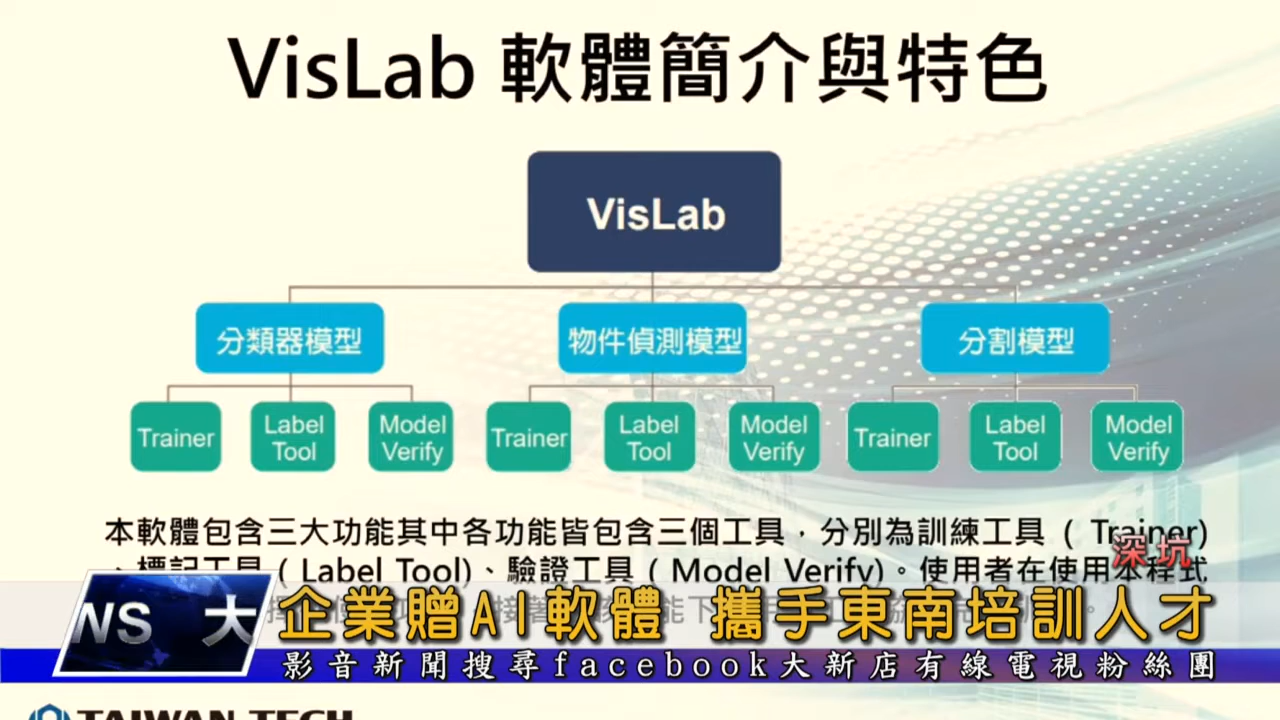 VisLab 軟體簡介與特色
VisLab
分類器模型
物件偵測模型
分割模型
Trainer
Label
Tool
Model
Verify
Trainer
Label
Tool
Model
Verify
Trainer
Label
Tool
Model
Verify
本軟體包含三大功能其中各功能皆包含三個工具，分別為訓練工具 ( Trainer)
、標記工具 ( Label Tool)、驗證工具 ( Model Verify)。使用者在使用本程式
深坑
NS 大
企業贈AI軟體 攜手東南培訓人才
影音新聞搜尋facebook大新店有線電視粉絲團
TAIWAN TECH